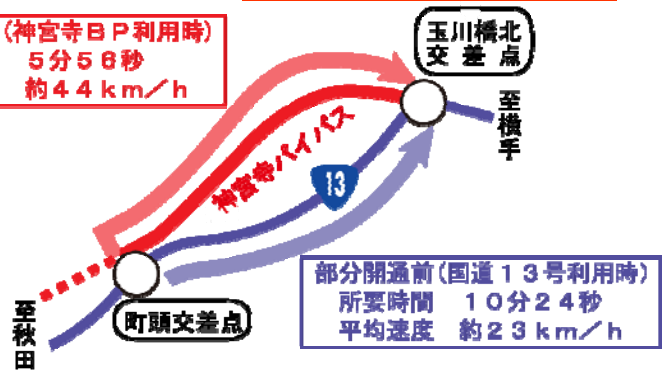 (神宮寺BP利用時)
5分56秒
約44km/h
玉川橋北
交差点
至横手
神宮寺バイパス
13
部分開通前(国道13号利用時)
所要時間 10分24秒
平均速度 約23km/h
町頭交差点
至秋田